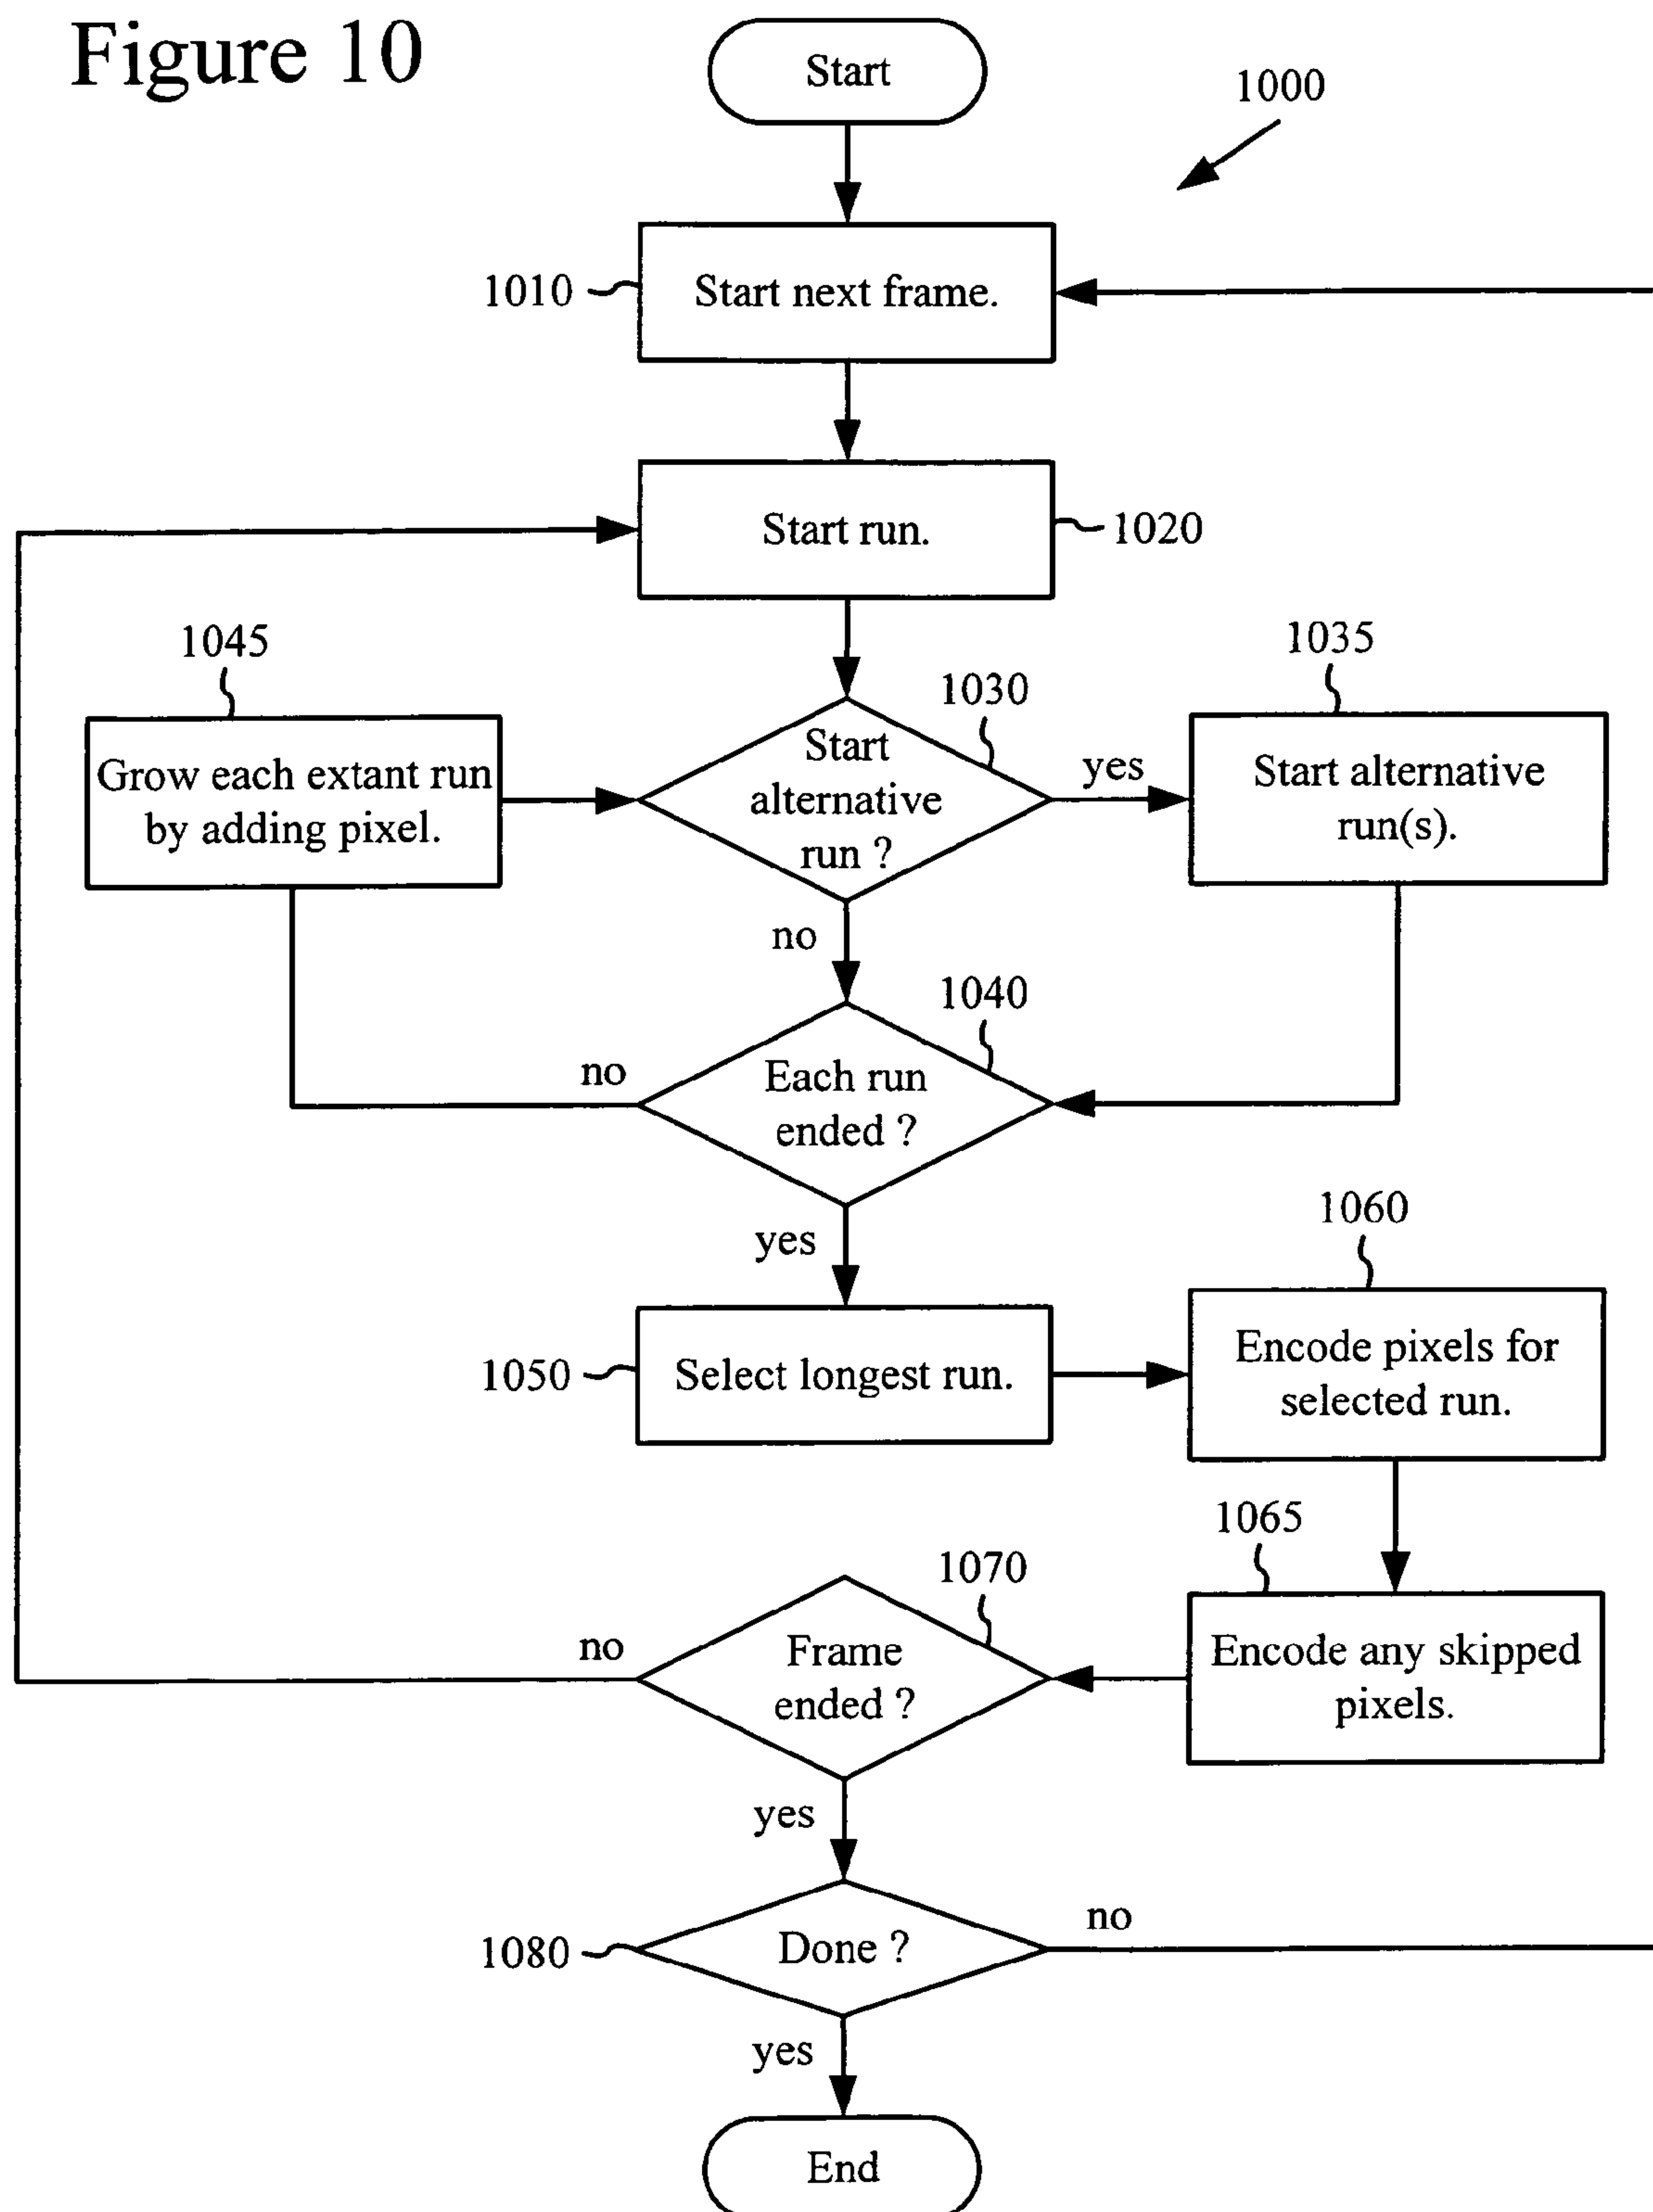 Figure 10
Start
1000
1010
Start next frame.
Start run.
1020
1045
1035
1030
Grow each extant run
by adding pixel.
Start
alternative
run ?
yes
Start alternative
run(s).
no
1040
no
Each run
ended ?
yes
1060
1050
Select longest run.
Encode pixels for
selected run.
1065
1070
no
Frame
ended ?
Encode any skipped
pixels.
yes
1080
Done ?
no
yes
End